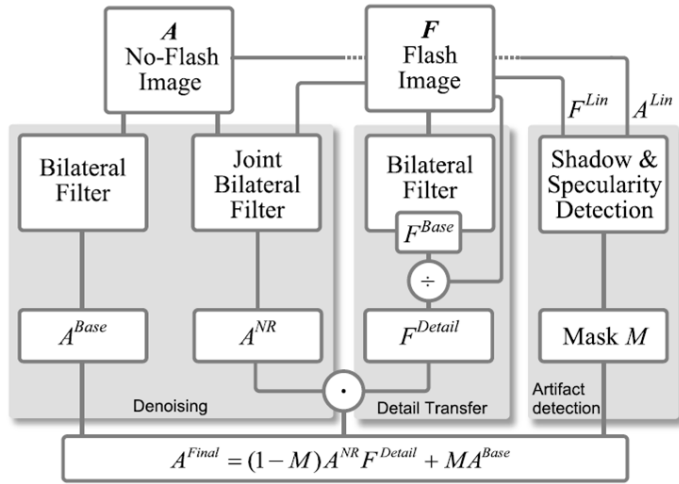 A
No-Flash
Image
F
Flash
Image
F^Lin
A^Lin
Bilateral
Filter
Joint
Bilateral
Filter
Bilateral
Filter
F^Base
÷
Shadow &
Specularity
Detection
A^Base
A^NR
F^Detail
Mask M
·
Denoising
Detail Transfer
Artifact
detection
A^Final = (1−M)A^NR F^Detail + MA^Base